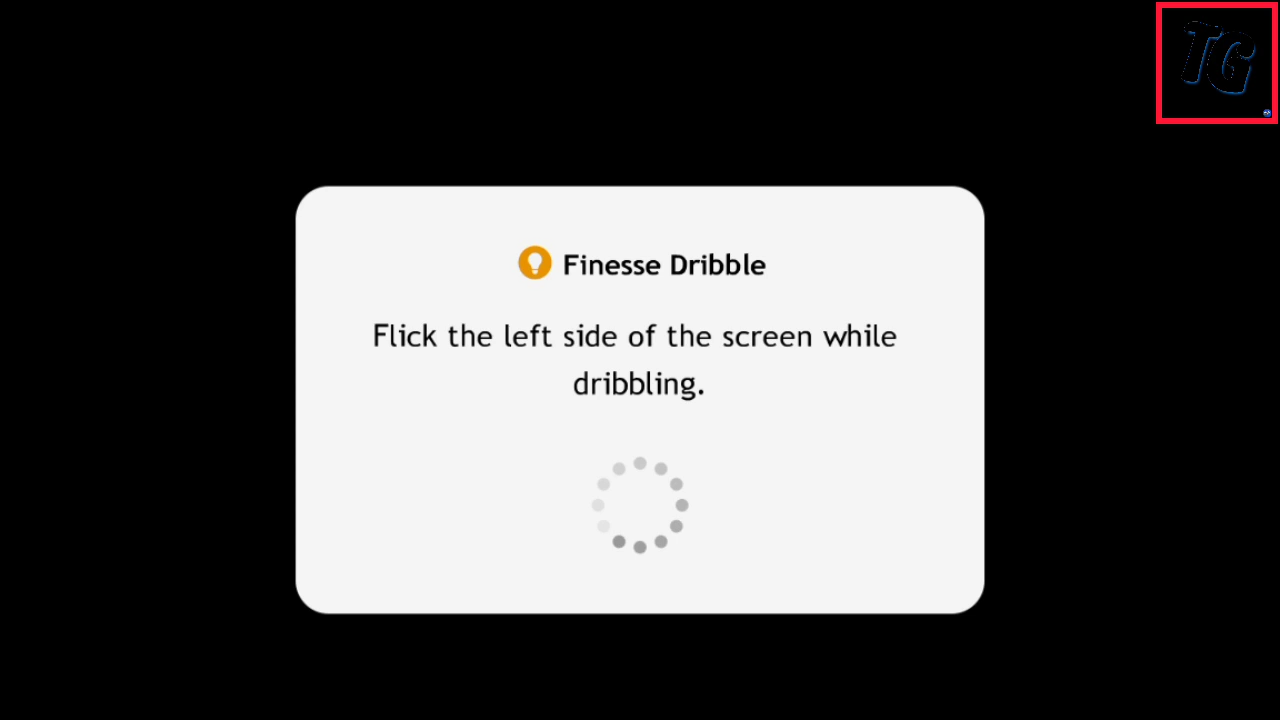 TG
Finesse Dribble
Flick the left side of the screen while
dribbling.